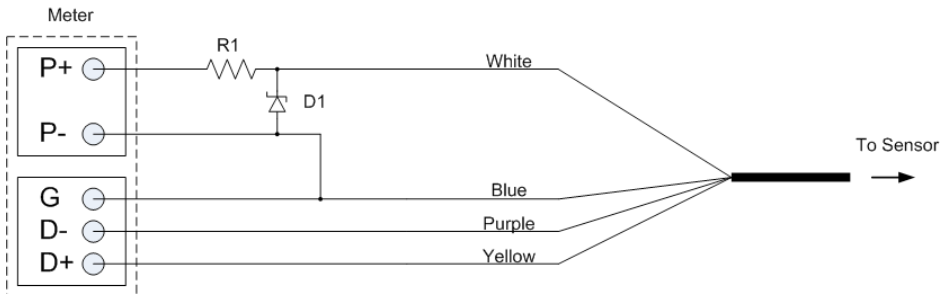 Meter
P+
R1
White
D1
P-
To Sensor
G
Blue
D-
Purple
D+
Yellow